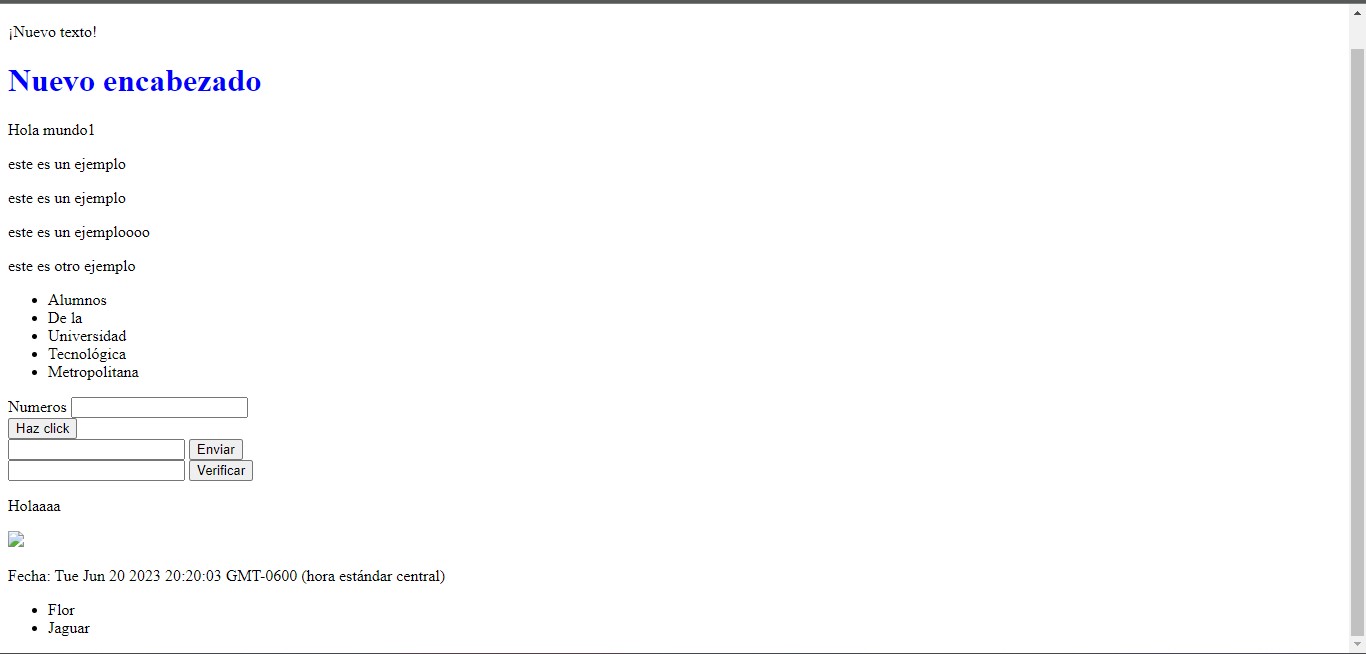 ¡Nuevo texto!
Nuevo encabezado
Hola mundo1
este es un ejemplo
este es un ejemplo
este es un ejemploooo
este es otro ejemplo
Alumnos
De la
Universidad
Tecnológica
Metropolitana
Numeros
Haz click
Enviar
Verificar
Holaaaa
Fecha: Tue Jun 20 2023 20:20:03 GMT-0600 (hora estándar central)
Flor
Jaguar